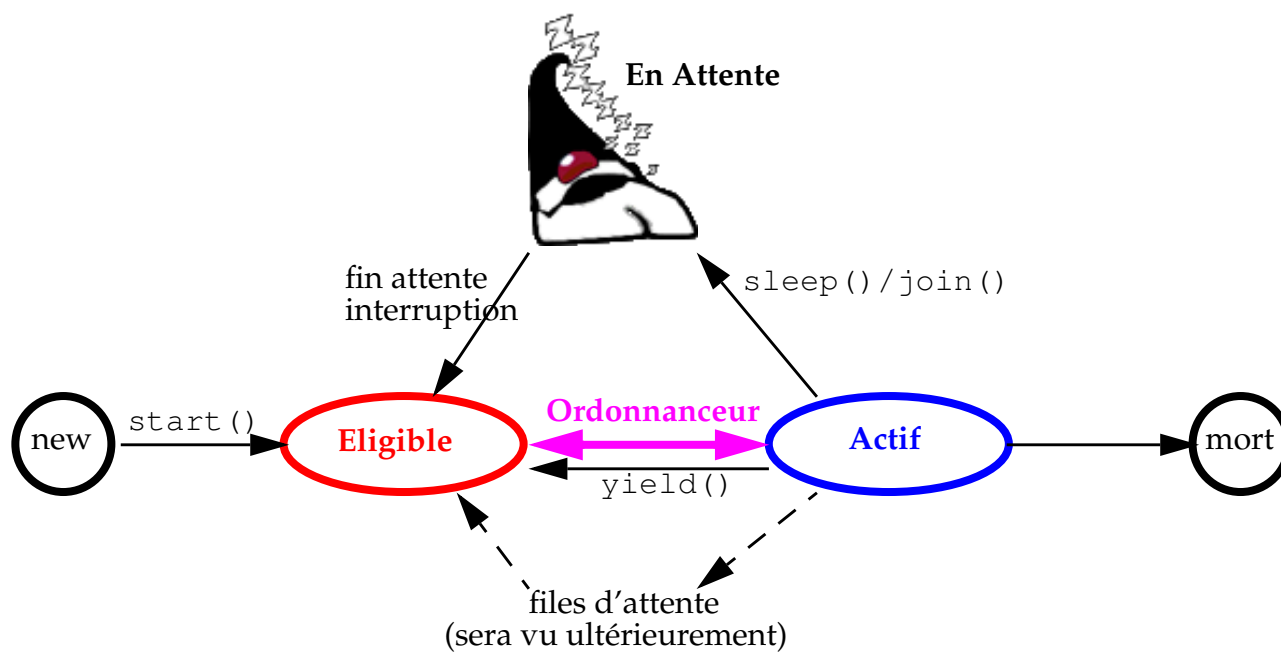 En Attente
fin attente
interruption
sleep()/join()
new
start()
Eligible
Ordonnanceur
Actif
mort
yield()
files d'attente
(sera vu ultérieurement)